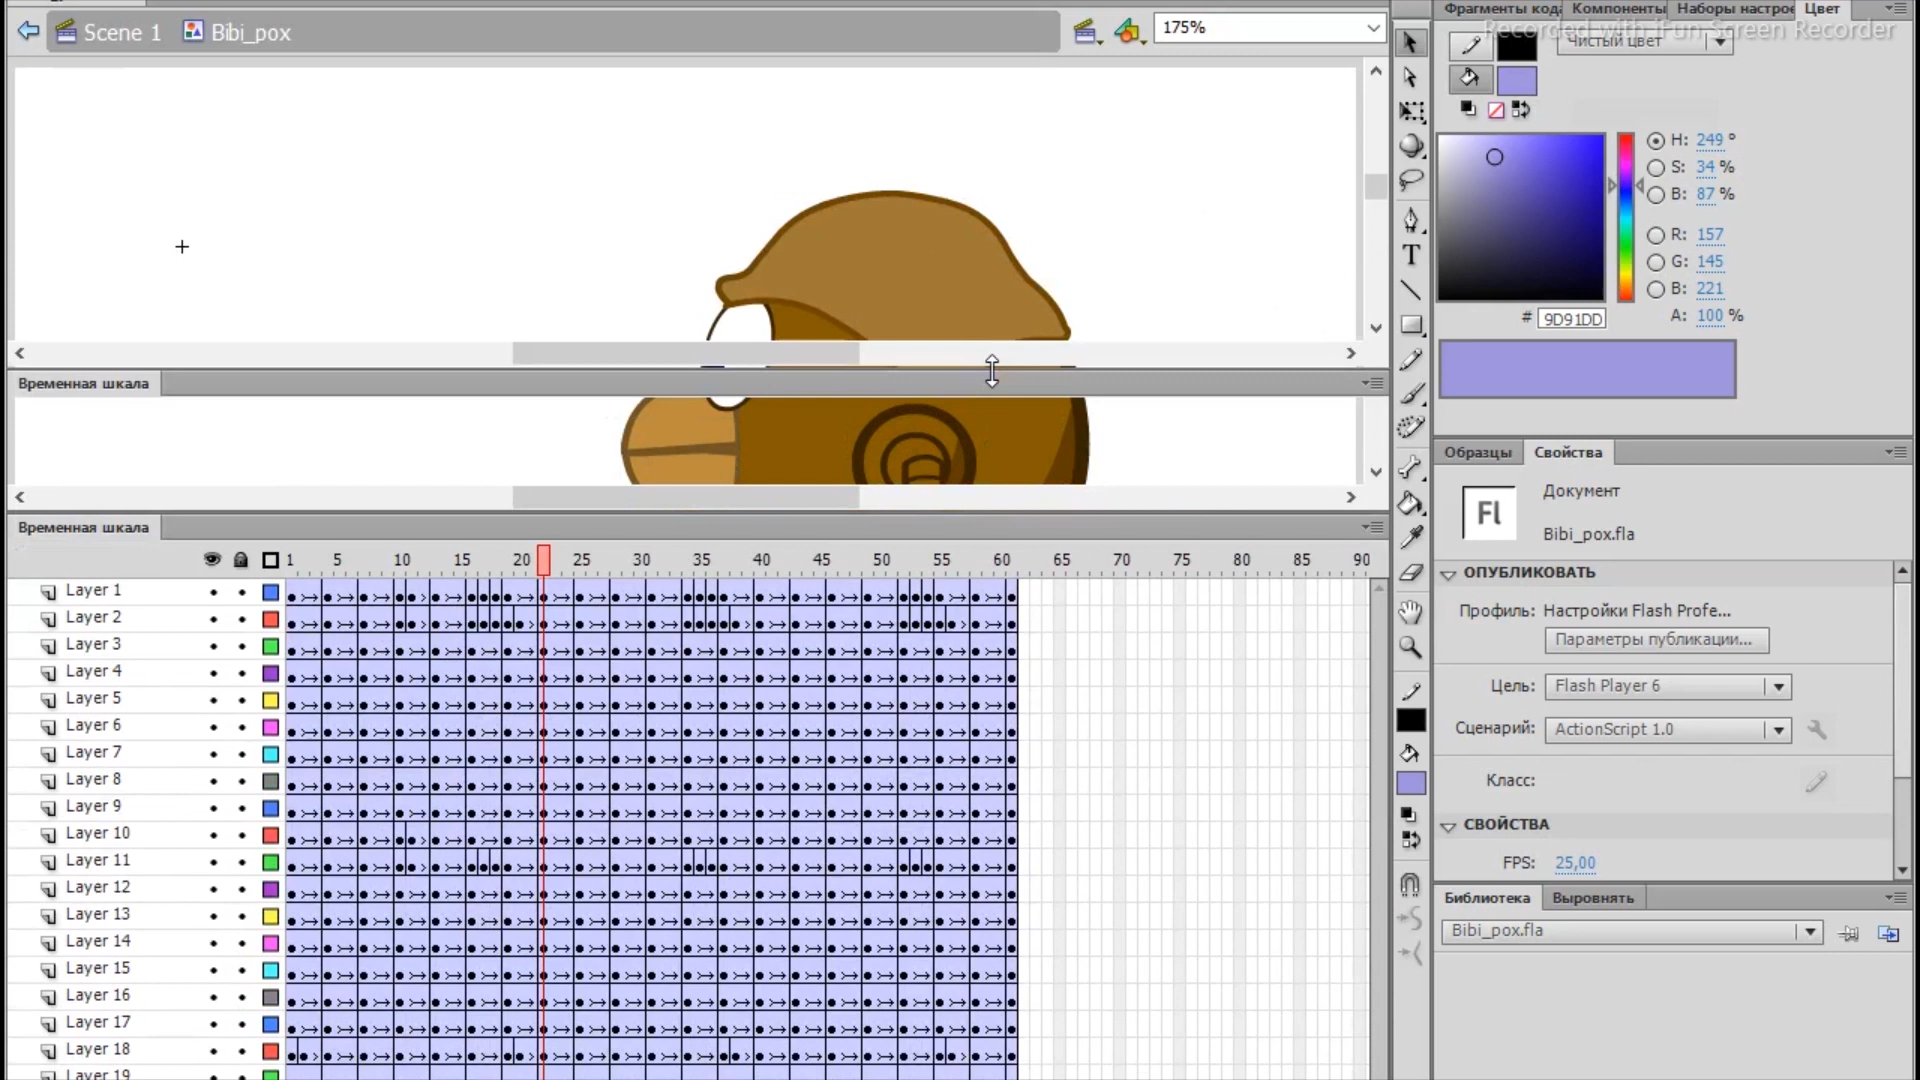 Scene 1 Bibi_pox 175%
Фрагменты кода Компоненты Наборы настрое Цвет
Recorded with iFun Screen Recorder
Чистый цвет
H: 249 °
S: 34 %
B: 87 %
R: 157
G: 145
B: 221
# 9D91DD A: 100 %
Временная шкала
Временная шкала
1 5 10 15 20 25 30 35 40 45 50 55 60 65 70 75 80 85 90
Layer 1
Layer 2
Layer 3
Layer 4
Layer 5
Layer 6
Layer 7
Layer 8
Layer 9
Layer 10
Layer 11
Layer 12
Layer 13
Layer 14
Layer 15
Layer 16
Layer 17
Layer 18
Layer 19
T
Образцы Свойства
Fl
Документ
Bibi_pox.fla
ОПУБЛИКОВАТЬ
Профиль: Настройки Flash Profe...
Параметры публикации...
Цель: Flash Player 6
Сценарий: ActionScript 1.0
Класс:
СВОЙСТВА
FPS: 25,00
Библиотека Выровнять
Bibi_pox.fla